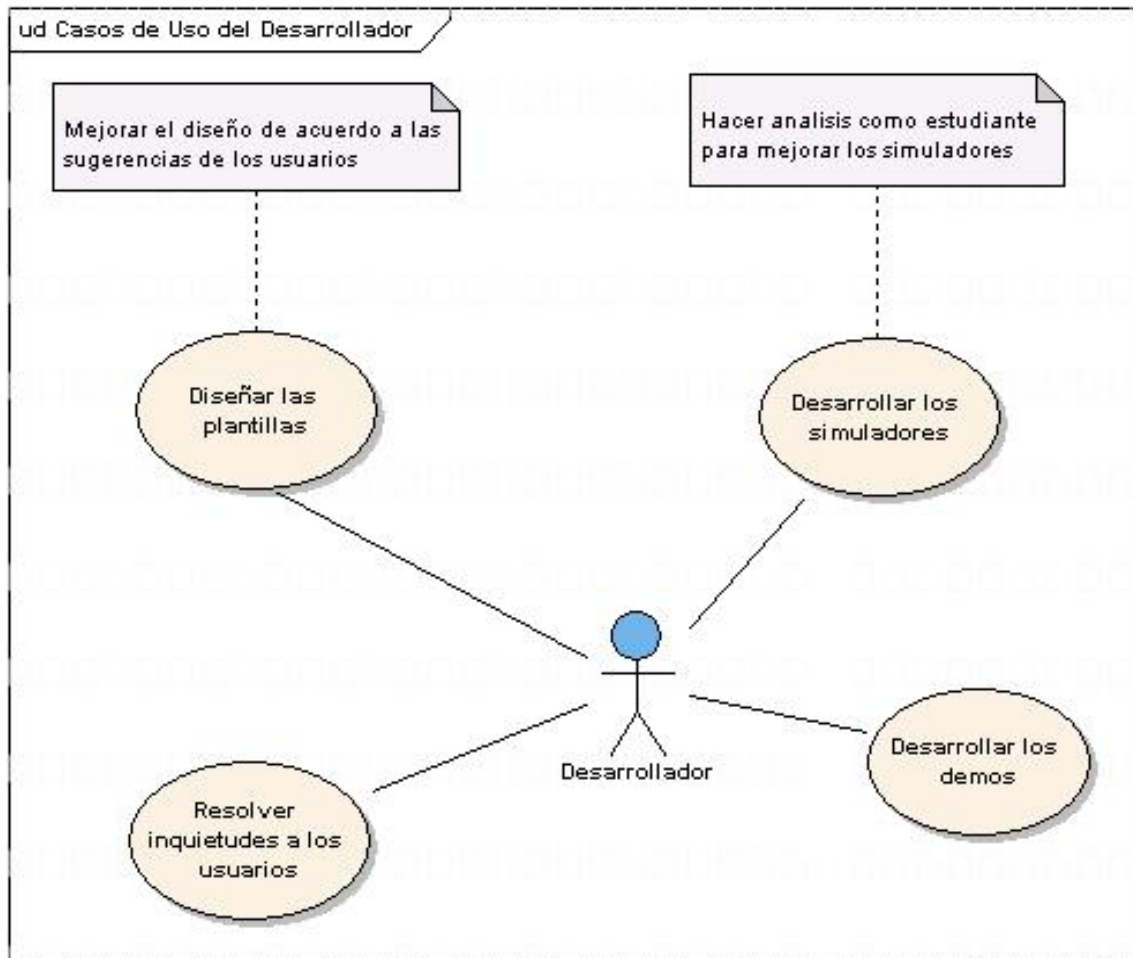 ud Casos de Uso del Desarrollador
Mejorar el diseño de acuerdo a las
sugerencias de los usuarios
Hacer analisis como estudiante
para mejorar los simuladores
Diseñar las
plantillas
Desarrollar los
simuladores
Desarrollador
Desarrollar los
demos
Resolver
inquietudes a los
usuarios